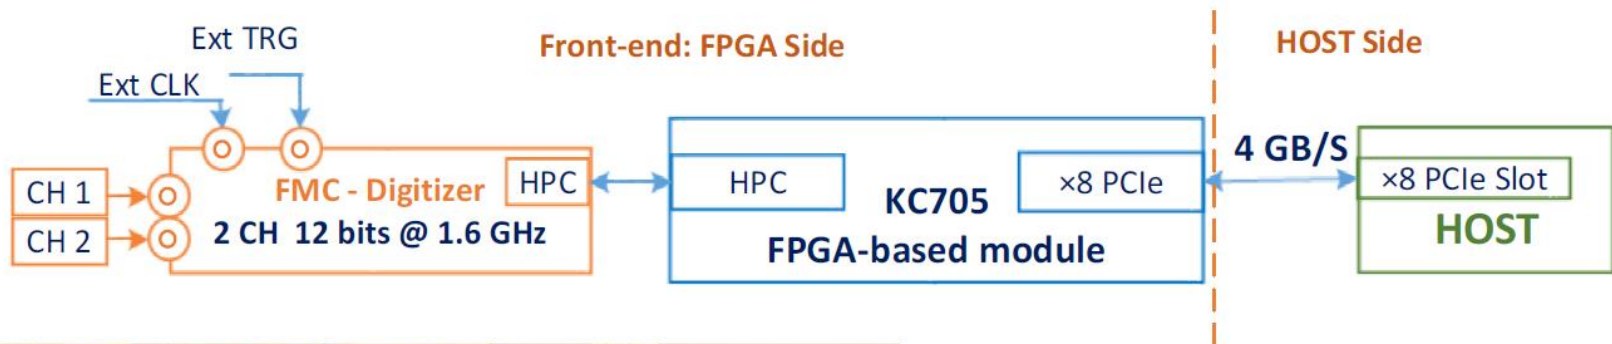 Ext TRG
Ext CLK
Front-end: FPGA Side
HOST Side
CH 1
CH 2
FMC - Digitizer
2 CH 12 bits @ 1.6 GHz
HPC
HPC
KC705
FPGA-based module
×8 PCIe
4 GB/S
×8 PCIe Slot
HOST